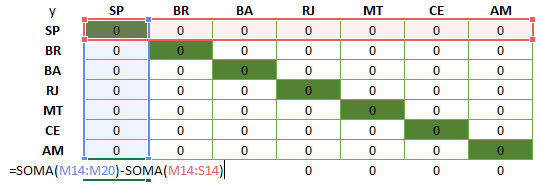 y SP BR BA RJ MT CE AM
SP 0 0 0 0 0 0 0
BR 0 0 0 0 0 0 0
BA 0 0 0 0 0 0 0
RJ 0 0 0 0 0 0 0
MT 0 0 0 0 0 0 0
CE 0 0 0 0 0 0 0
AM 0 0 0 0 0 0 0
=SOMA(M14:M20)-SOMA(M14:S14) 0 0 0 0